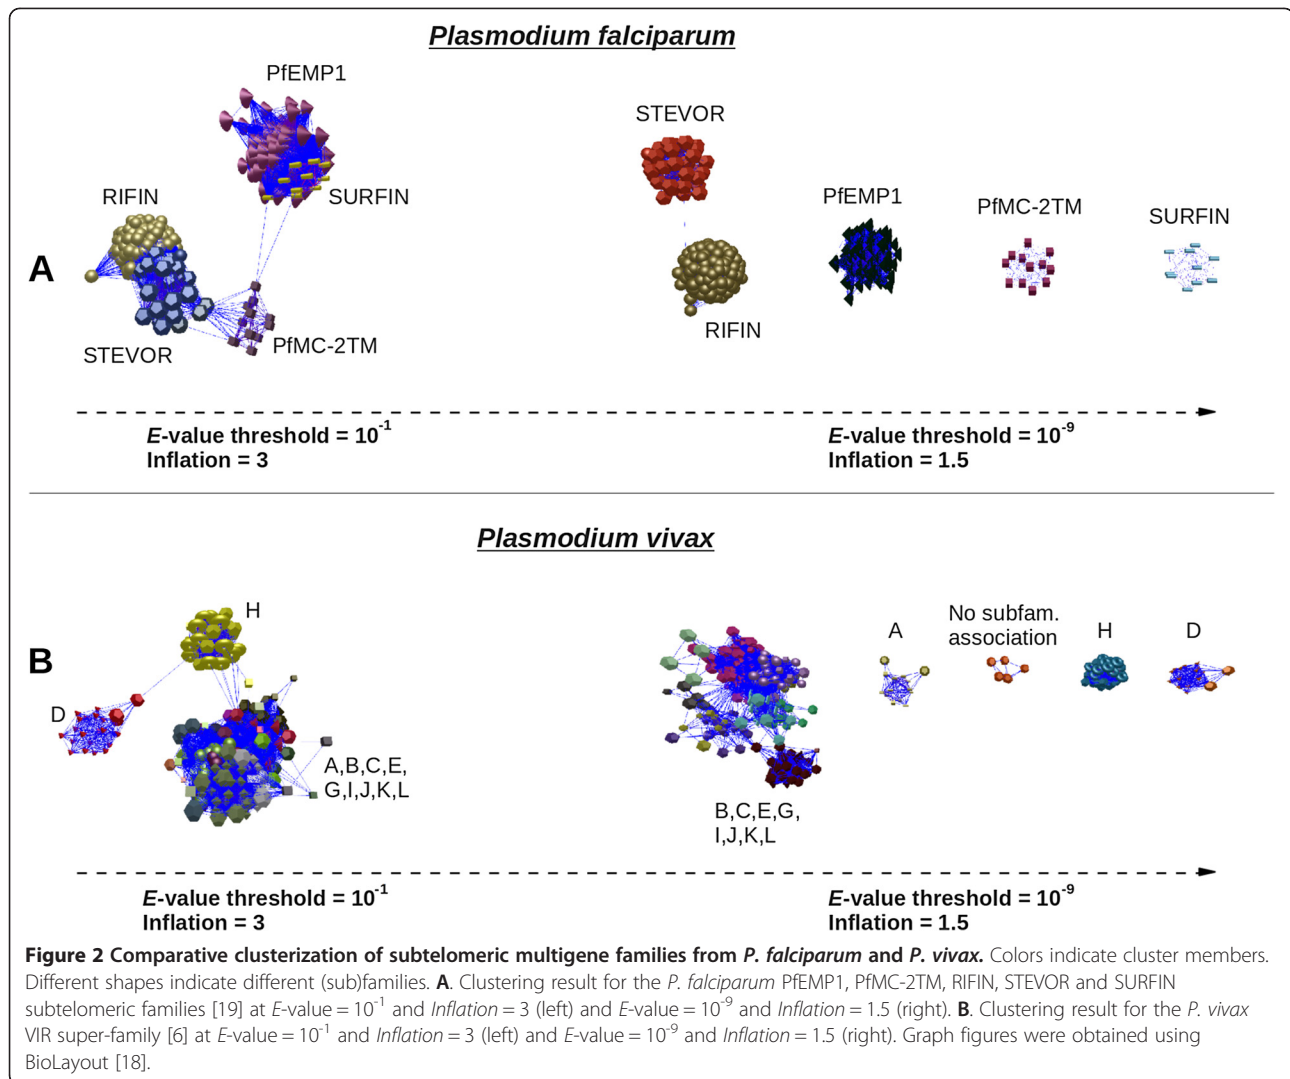 Plasmodium falciparum
PfEMP1
SURFIN
RIFIN
A
STEVOR
PfMC-2TM
STEVOR
RIFIN
PfEMP1
PfMC-2TM
SURFIN
E-value threshold = 10-1
Inflation = 3
E-value threshold = 10-9
Inflation = 1.5
Plasmodium vivax
B
H
D
A,B,C,E,
G,I,J,K,L
B,C,E,G,
I,J,K,L
A
No subfam.
association
H
D
E-value threshold = 10-1
Inflation = 3
E-value threshold = 10-9
Inflation = 1.5
Figure 2 Comparative clusterization of subtelomeric multigene families from P. falciparum and P. vivax. Colors indicate cluster members.
Different shapes indicate different (sub)families. A. Clustering result for the P. falciparum PfEMP1, PfMC-2TM, RIFIN, STEVOR and SURFIN
subtelomeric families [19] at E-value = 10-1 and Inflation = 3 (left) and E-value = 10-9 and Inflation = 1.5 (right). B. Clustering result for the P. vivax
VIR super-family [6] at E-value = 10-1 and Inflation = 3 (left) and E-value = 10-9 and Inflation = 1.5 (right). Graph figures were obtained using
BioLayout [18].